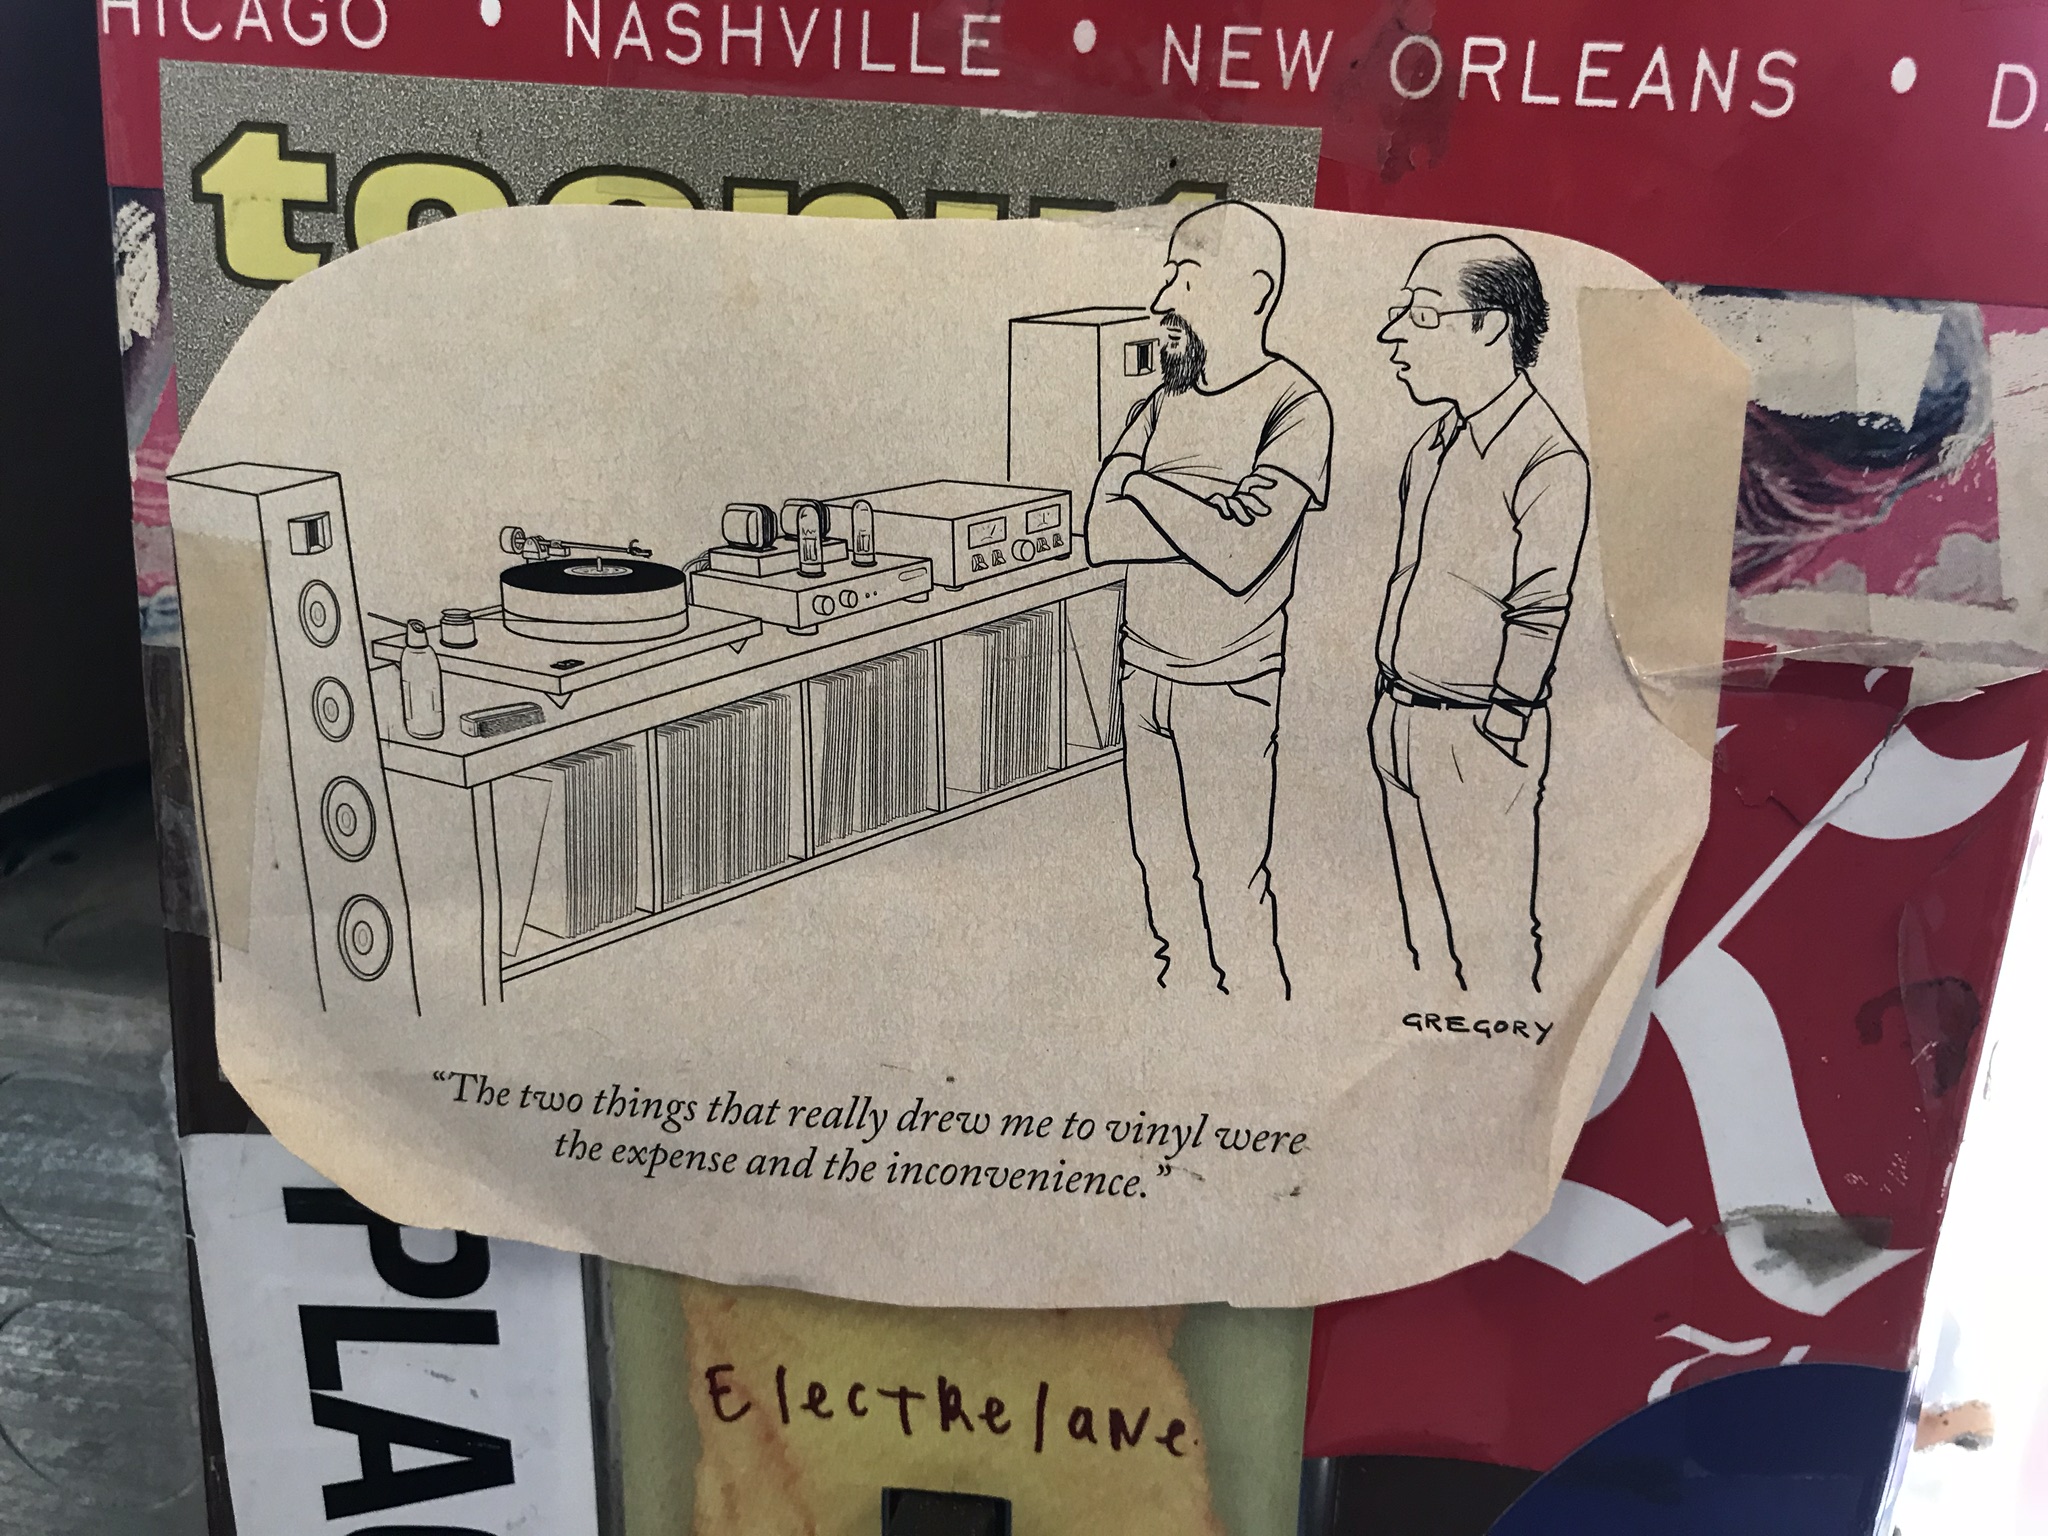 HICAGO • NASHVILLE • NEW ORLEANS • D
GREGORY
“The two things that really drew me to vinyl were
the expense and the inconvenience.”
PLA
Electrelane